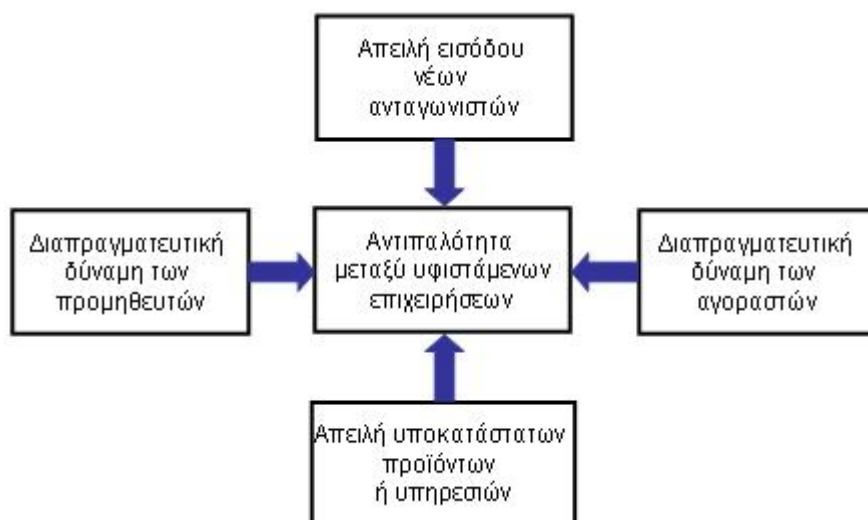 Απειλή εισόδου
νέων
ανταγωνιστών
Διαπραγματευτική
δύναμη των
προμηθευτών
Αντιπαλότητα
μεταξύ υφιστάμενων
επιχειρήσεων
Διαπραγματευτική
δύναμη των
αγοραστών
Απειλή υποκατάστατων
προϊόντων
ή υπηρεσιών